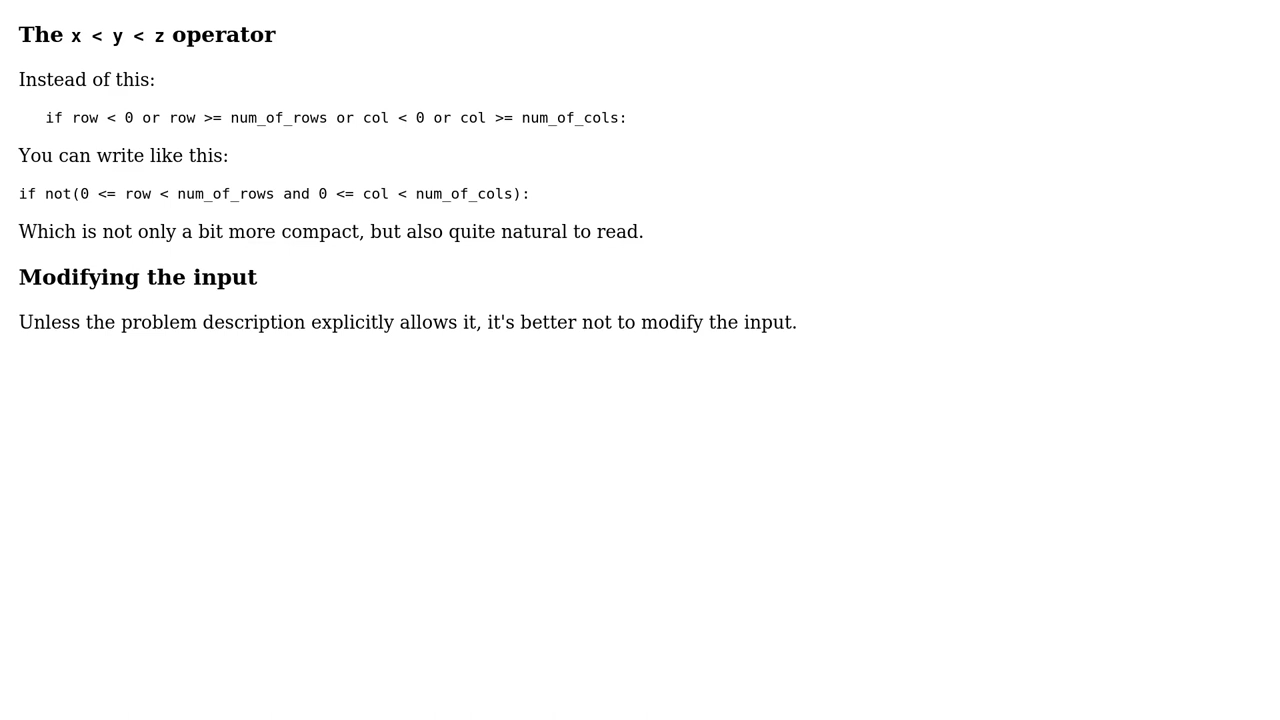 The x < y < z operator
Instead of this:
if row < 0 or row >= num_of_rows or col < 0 or col >= num_of_cols:
You can write like this:
if not(0 <= row < num_of_rows and 0 <= col < num_of_cols):
Which is not only a bit more compact, but also quite natural to read.
Modifying the input
Unless the problem description explicitly allows it, it's better not to modify the input.